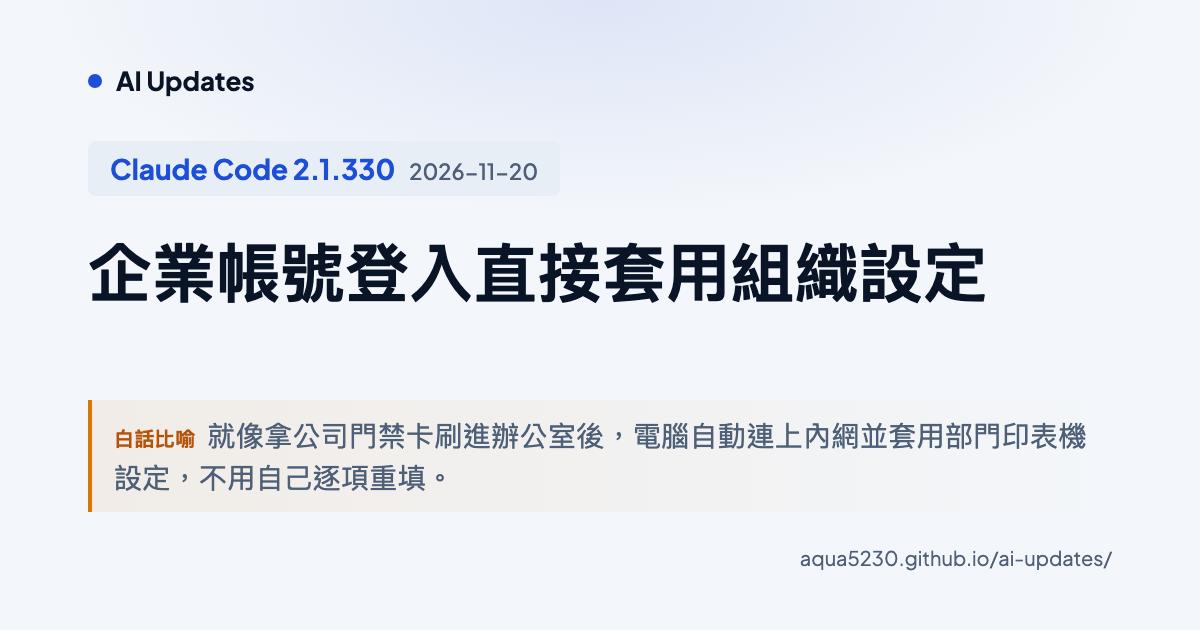 AI Updates
Claude Code 2.1.330 2026-11-20
企業帳號登入直接套用組織設定
白話比喻 就像拿公司門禁卡刷進辦公室後，電腦自動連上內網並套用部門印表機
設定，不用自己逐項重填。
aqua5230.github.io/ai-updates/